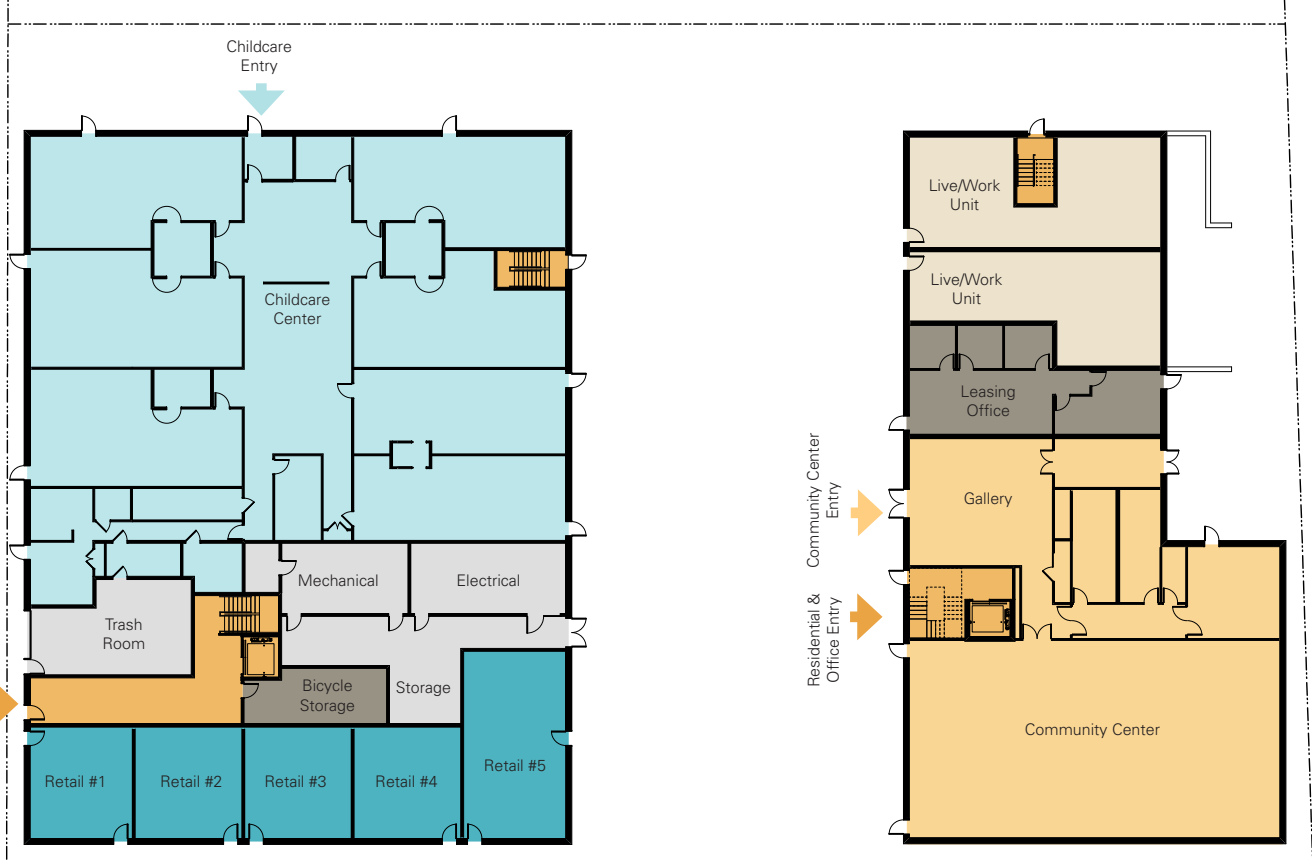 Childcare
Entry
Childcare
Center
Mechanical
Electrical
Trash
Room
Bicycle
Storage
Storage
Retail #1
Retail #2
Retail #3
Retail #4
Retail #5
Live/Work
Unit
Live/Work
Unit
Leasing
Office
Community Center
Entry
Gallery
Residential &
Office Entry
Community Center